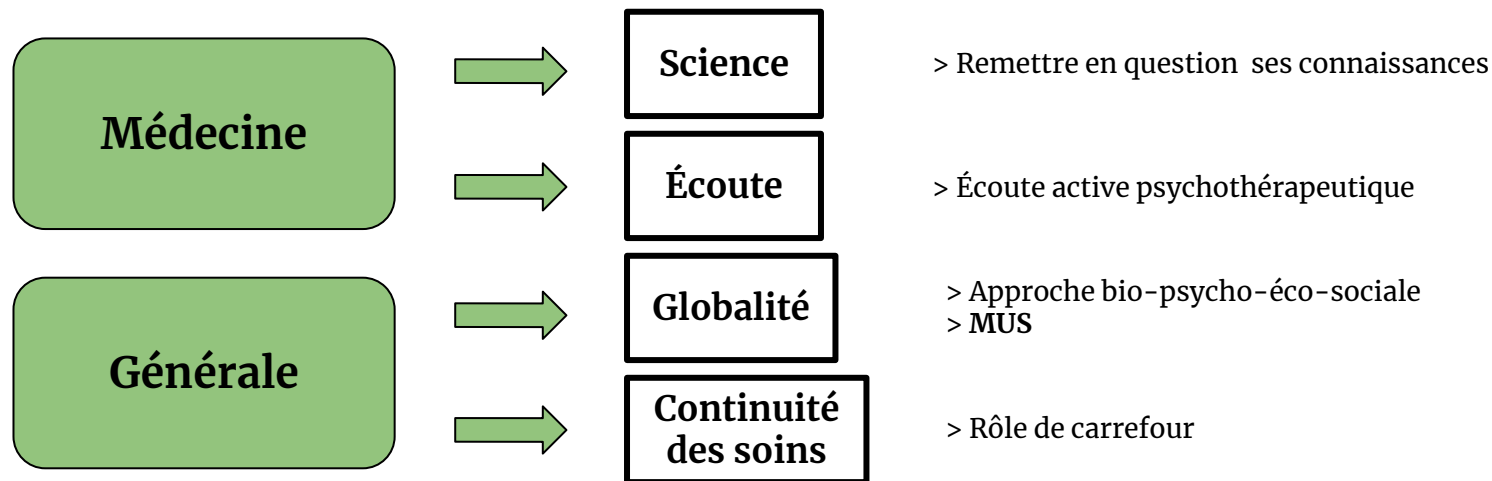 Médecine
Science
> Remettre en question ses connaissances
Écoute
> Écoute active psychothérapeutique
Générale
Globalité
> Approche bio-psycho-éco-sociale
> MUS
Continuité
des soins
> Rôle de carrefour